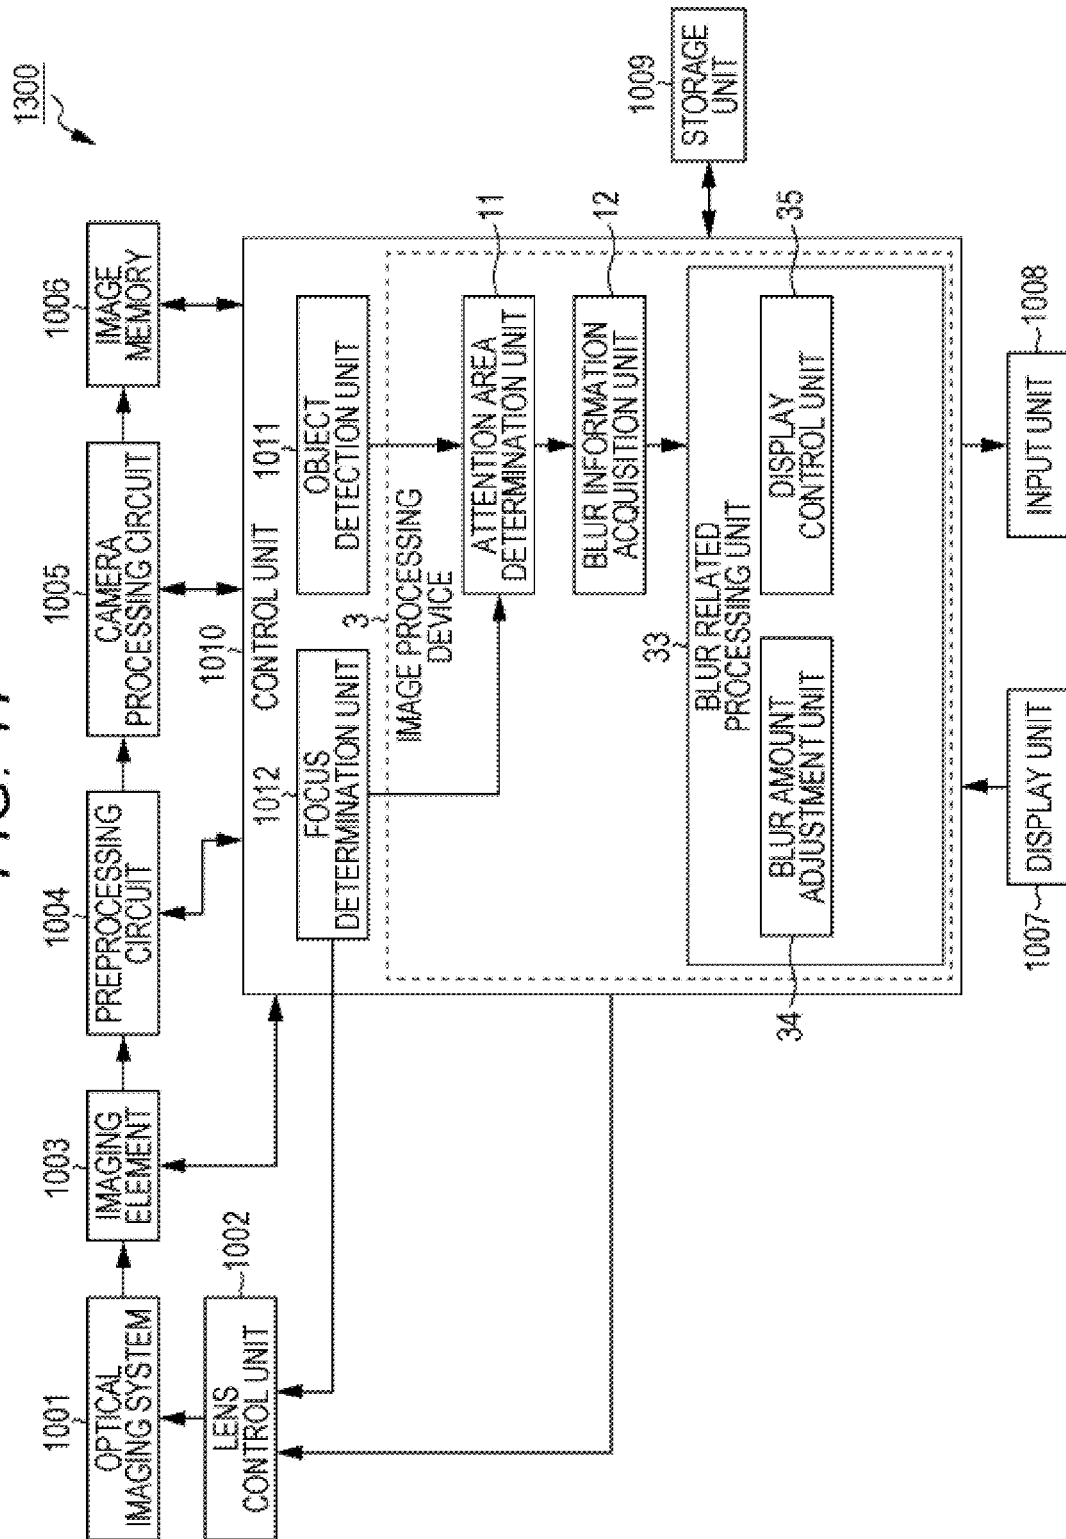 1300
1001
OPTICAL
IMAGING SYSTEM
1002
LENS
CONTROL UNIT
1003
IMAGING
ELEMENT
1004
PREPROCESSING
CIRCUIT
1005
CAMERA
PROCESSING CIRCUIT
1006
IMAGE
MEMORY
1010
CONTROL UNIT
1012
FOCUS
DETERMINATION UNIT
1011
OBJECT
DETECTION UNIT
3
IMAGE PROCESSING
DEVICE
ATTENTION AREA
DETERMINATION UNIT
11
BLUR INFORMATION
ACQUISITION UNIT
12
33
BLUR RELATED
PROCESSING UNIT
34
BLUR AMOUNT
ADJUSTMENT UNIT
DISPLAY
CONTROL UNIT
35
1009
STORAGE
UNIT
1007
DISPLAY UNIT
1008
INPUT UNIT